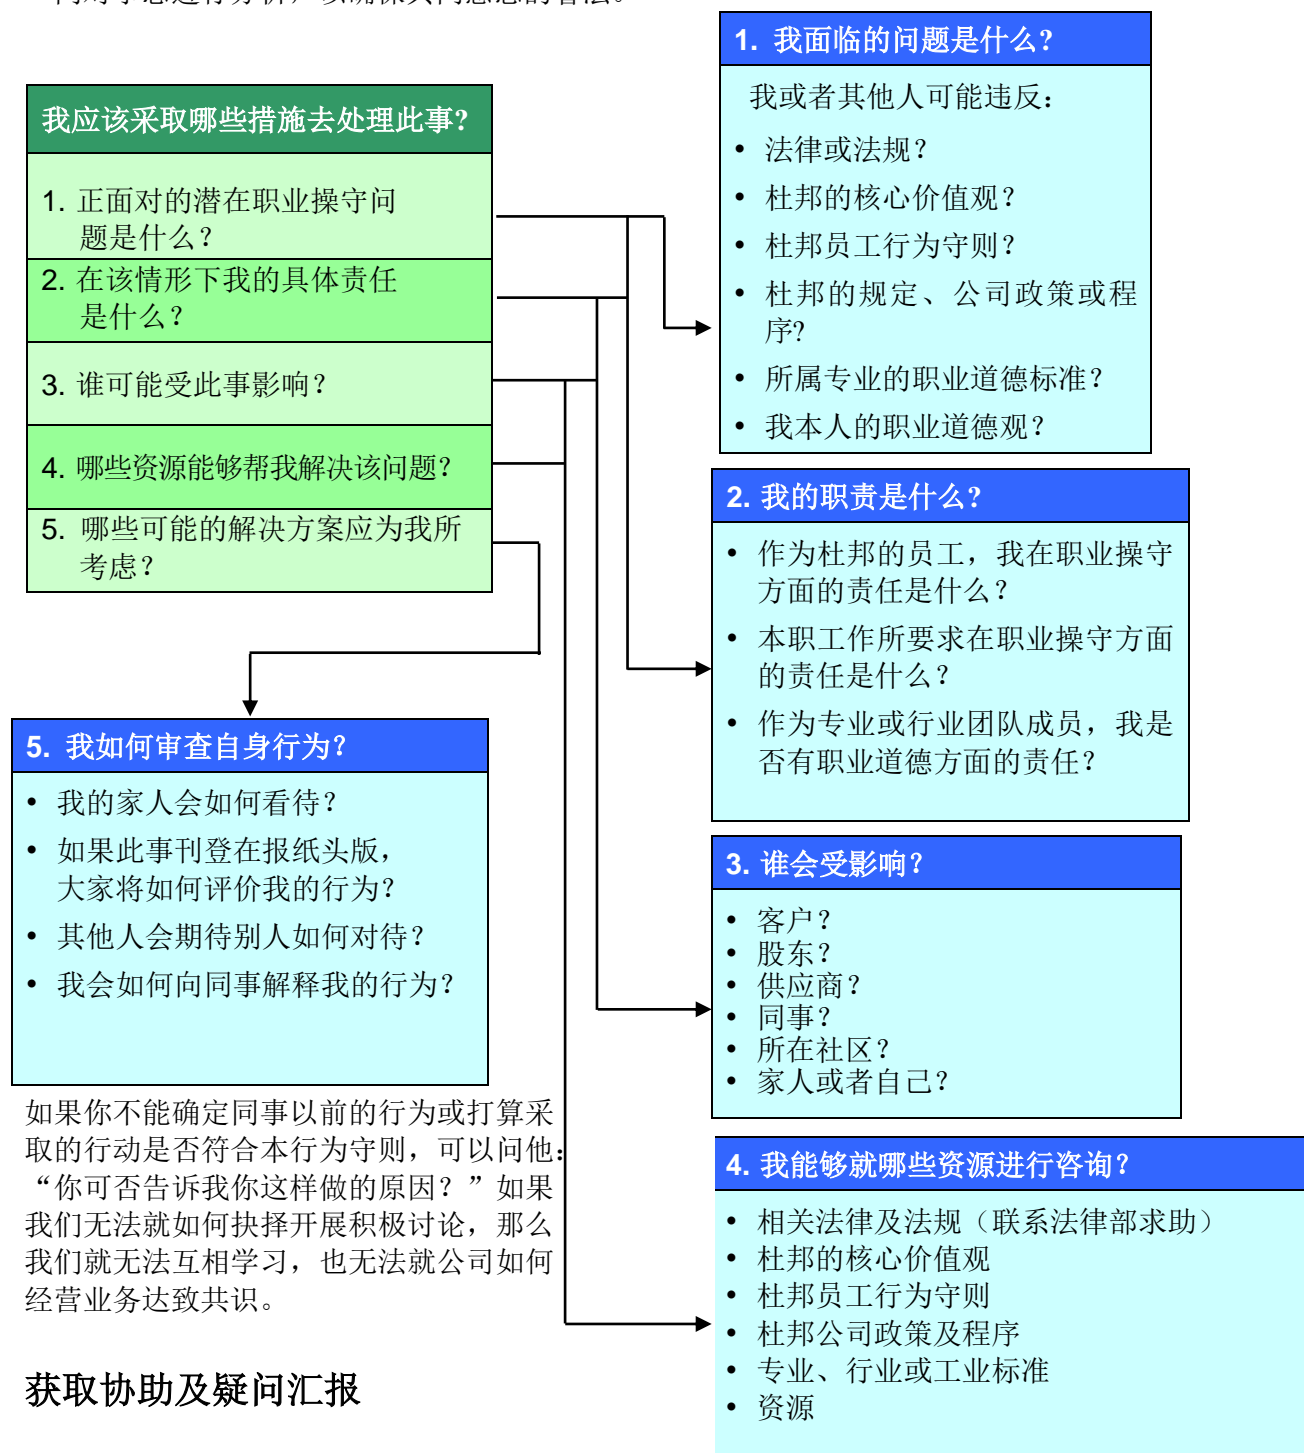 1. 我面临的问题是什么?
我或者其他人可能违反：
• 法律或法规？
• 杜邦的核心价值观？
• 杜邦员工行为守则？
• 杜邦的规定、公司政策或程
序?
• 所属专业的职业道德标准？
• 我本人的职业道德观？
我应该采取哪些措施去处理此事?
1. 正面对的潜在职业操守问
题是什么？
2. 在该情形下我的具体责任
是什么？
3. 谁可能受此事影响？
4. 哪些资源能够帮我解决该问题？
5. 哪些可能的解决方案应为我所
考虑？
2. 我的职责是什么?
• 作为杜邦的员工，我在职业操守
方面的责任是什么？
• 本职工作所要求在职业操守方面
的责任是什么？
• 作为专业或行业团队成员，我是
否有职业道德方面的责任？
5. 我如何审查自身行为？
• 我的家人会如何看待？
• 如果此事刊登在报纸头版，
大家将如何评价我的行为？
• 其他人会期待别人如何对待？
• 我会如何向同事解释我的行为？
3. 谁会受影响？
• 客户？
• 股东？
• 供应商？
• 同事？
• 所在社区？
• 家人或者自己？
如果你不能确定同事以前的行为或打算采
取的行动是否符合本行为守则，可以问他：
“你可否告诉我你这样做的原因？”如果
我们无法就如何抉择开展积极讨论，那么
我们就无法互相学习，也无法就公司如何
经营业务达致共识。
4. 我能够就哪些资源进行咨询？
• 相关法律及法规（联系法律部求助）
• 杜邦的核心价值观
• 杜邦员工行为守则
• 杜邦公司政策及程序
• 专业、行业或工业标准
• 资源
获取协助及疑问汇报